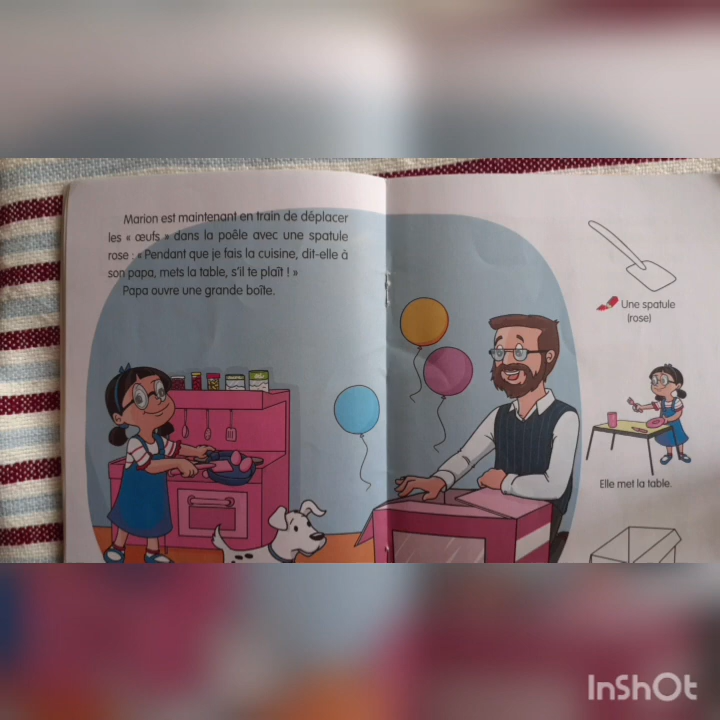 Marion est maintenant en train de déplacer
les « œufs » dans la poêle avec une spatule
rose : « Pendant que je fais la cuisine, dit-elle à
son papa, mets la table, s'il te plaît ! »
Papa ouvre une grande boîte.
Une spatule
(rose)
Elle met la table.
InShOt